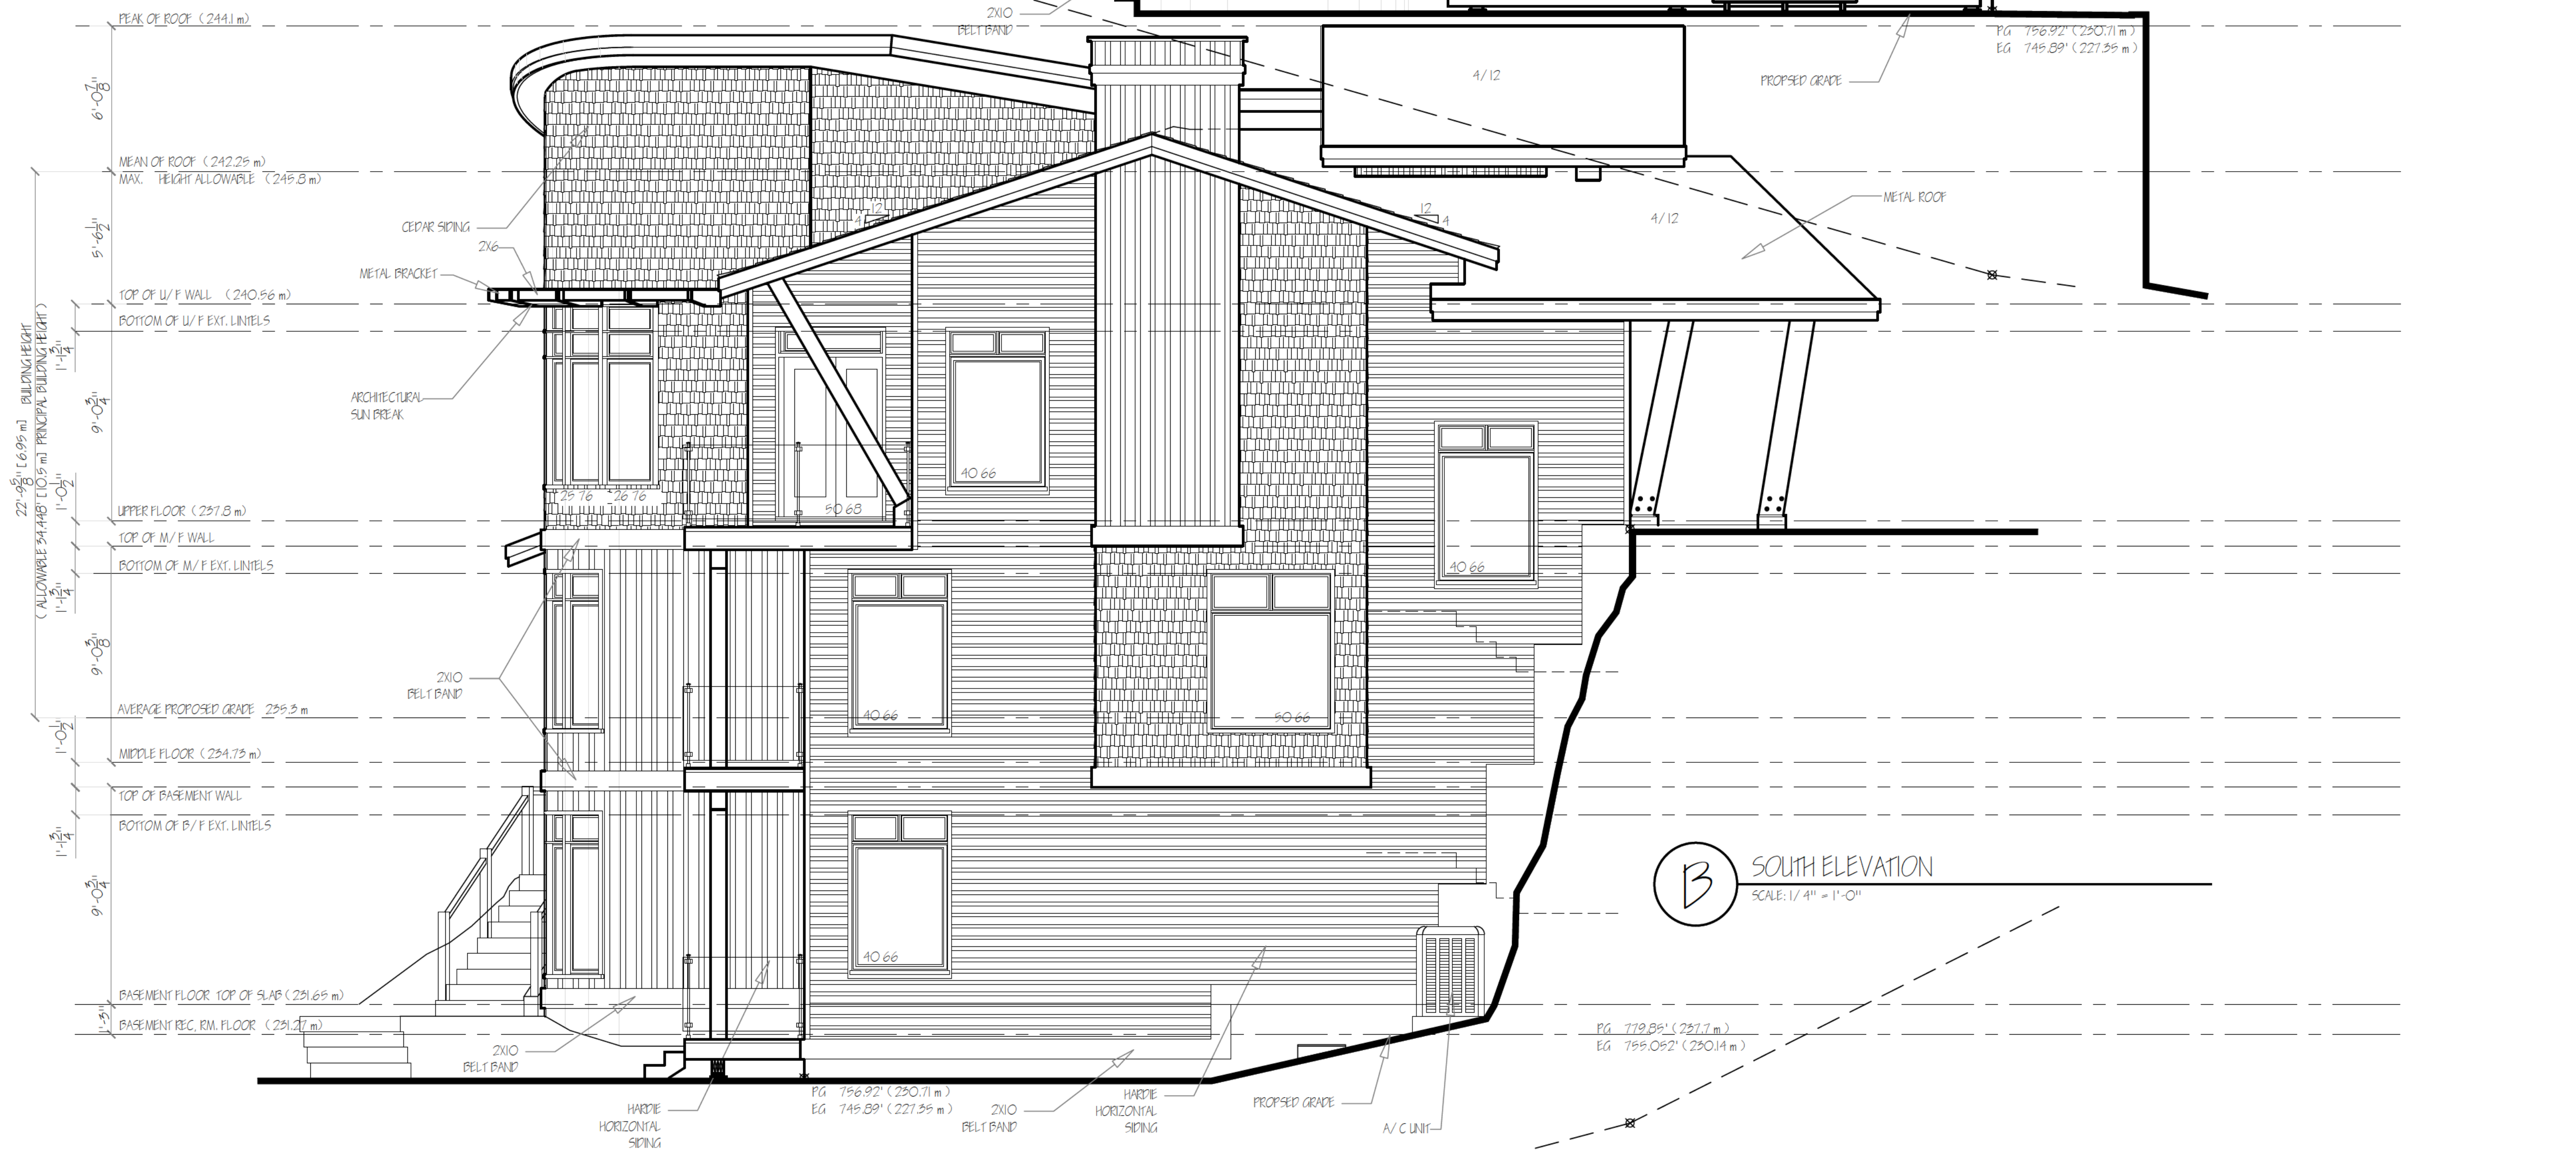 PEAK OF ROOF (244.1 m)
2X10
BELT BAND
PG 756.92' (230.71 m)
EG 745.89' (227.35 m)
PROPSED GRADE
4/12
6'-0 7/8"
MEAN OF ROOF (242.25 m)
MAX. HEIGHT ALLOWABLE (245.8 m)
METAL ROOF
12
4
12
4
4/12
CEDAR SIDING
5'-6 1/2"
2X6
METAL BRACKET
TOP OF U/F WALL (240.56 m)
BOTTOM OF U/F EXT. LINTELS
1'-1 3/4"
ARCHITECTURAL
SUN BREAK
9'-0 3/4"
22'-9 5/8" [6.95 m] BUILDING HEIGHT
(ALLOWABLE 34.448' [10.5 m] PRINCIPAL BUILDING HEIGHT)
40 66
25 76
26 76
1'-0 1/2"
50 68
UPPER FLOOR (237.8 m)
TOP OF M/F WALL
BOTTOM OF M/F EXT. LINTELS
40 66
1'-1 3/4"
9'-0 3/8"
2X10
BELT BAND
AVERAGE PROPOSED GRADE 235.3 m
40 66
50 66
1'-0 1/2"
MIDDLE FLOOR (234.73 m)
TOP OF BASEMENT WALL
BOTTOM OF B/F EXT. LINTELS
1'-1 3/4"
B
SOUTH ELEVATION
SCALE: 1/4" = 1'-0"
9'-0 3/4"
40 66
BASEMENT FLOOR TOP OF SLAB (231.65 m)
1'-3"
BASEMENT REC. RM. FLOOR (231.27 m)
PG 779.85' (237.7 m)
EG 755.052' (230.14 m)
2X10
BELT BAND
PG 756.92' (230.71 m)
EG 745.89' (227.35 m)
HARDIE
HORIZONTAL
SIDING
2X10
BELT BAND
HARDIE
HORIZONTAL
SIDING
PROPSED GRADE
A/C UNIT